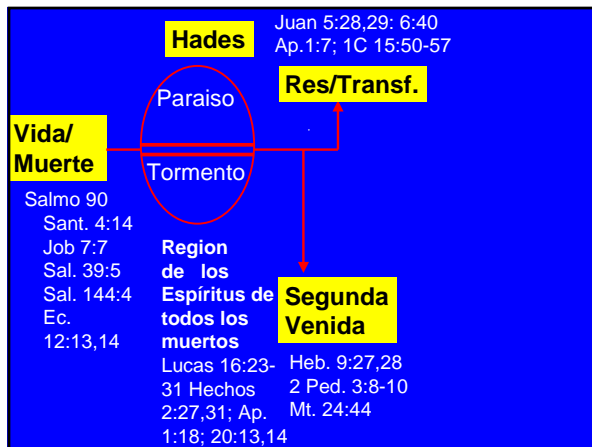 Hades
Juan 5:28,29: 6:40
Ap.1:7; 1C 15:50-57
Res/Transf.
Paraiso
Vida/
Muerte
Tormento
Salmo 90
Sant. 4:14
Job 7:7
Sal. 39:5
Sal. 144:4
Ec.
12:13,14
Region
de los
Espíritus de
todos los
muertos
Lucas 16:23-
31 Hechos
2:27,31; Ap.
1:18; 20:13,14
Segunda
Venida
Heb. 9:27,28
2 Ped. 3:8-10
Mt. 24:44